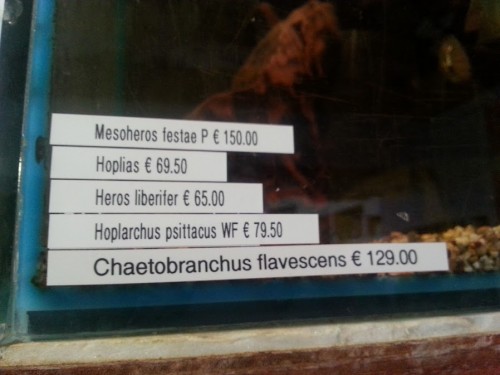 Mesoheros festae P € 150.00
Hoplias € 69.50
Heros liberifer € 65.00
Hoplarchus psittacus WF € 79.50
Chaetobranchus flavescens € 129.00